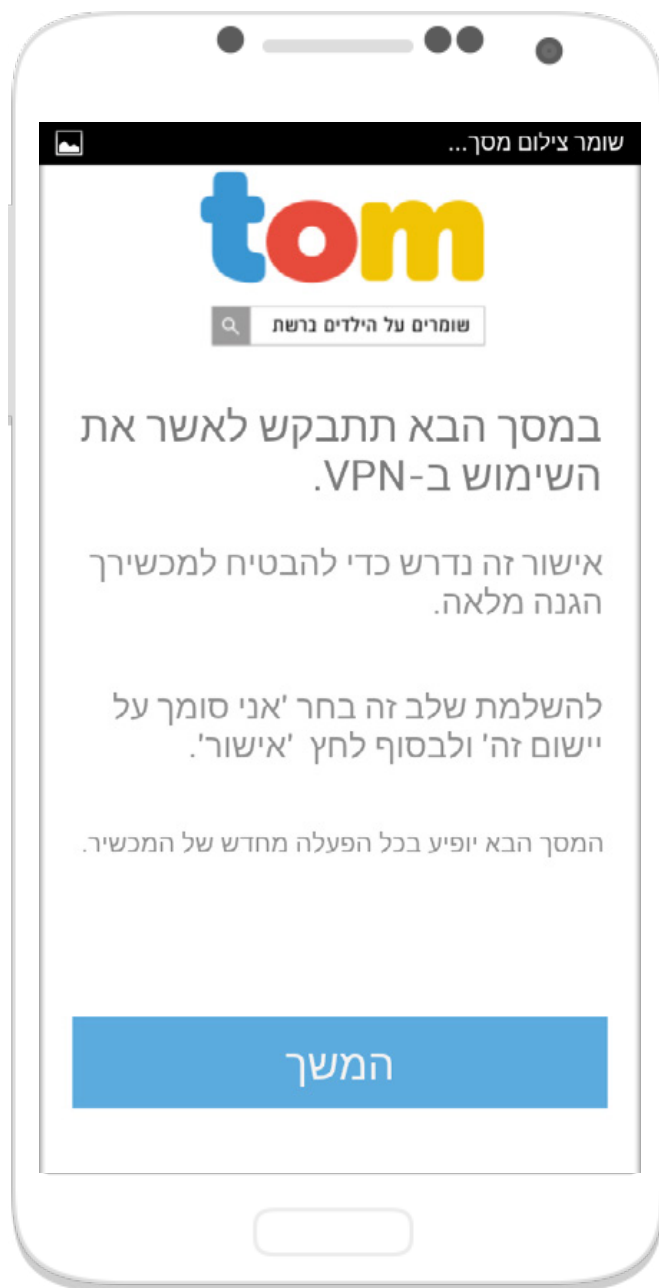 שומר צילום מסך...
tom
שומרים על הילדים ברשת
במסך הבא תתבקש לאשר את
השימוש ב-VPN.
אישור זה נדרש כדי להבטיח למכשירך
הגנה מלאה.
להשלמת שלב זה בחר 'אני סומך על
יישום זה' ולבסוף לחץ 'אישור'.
המסך הבא יופיע בכל הפעלה מחדש של המכשיר.
המשך